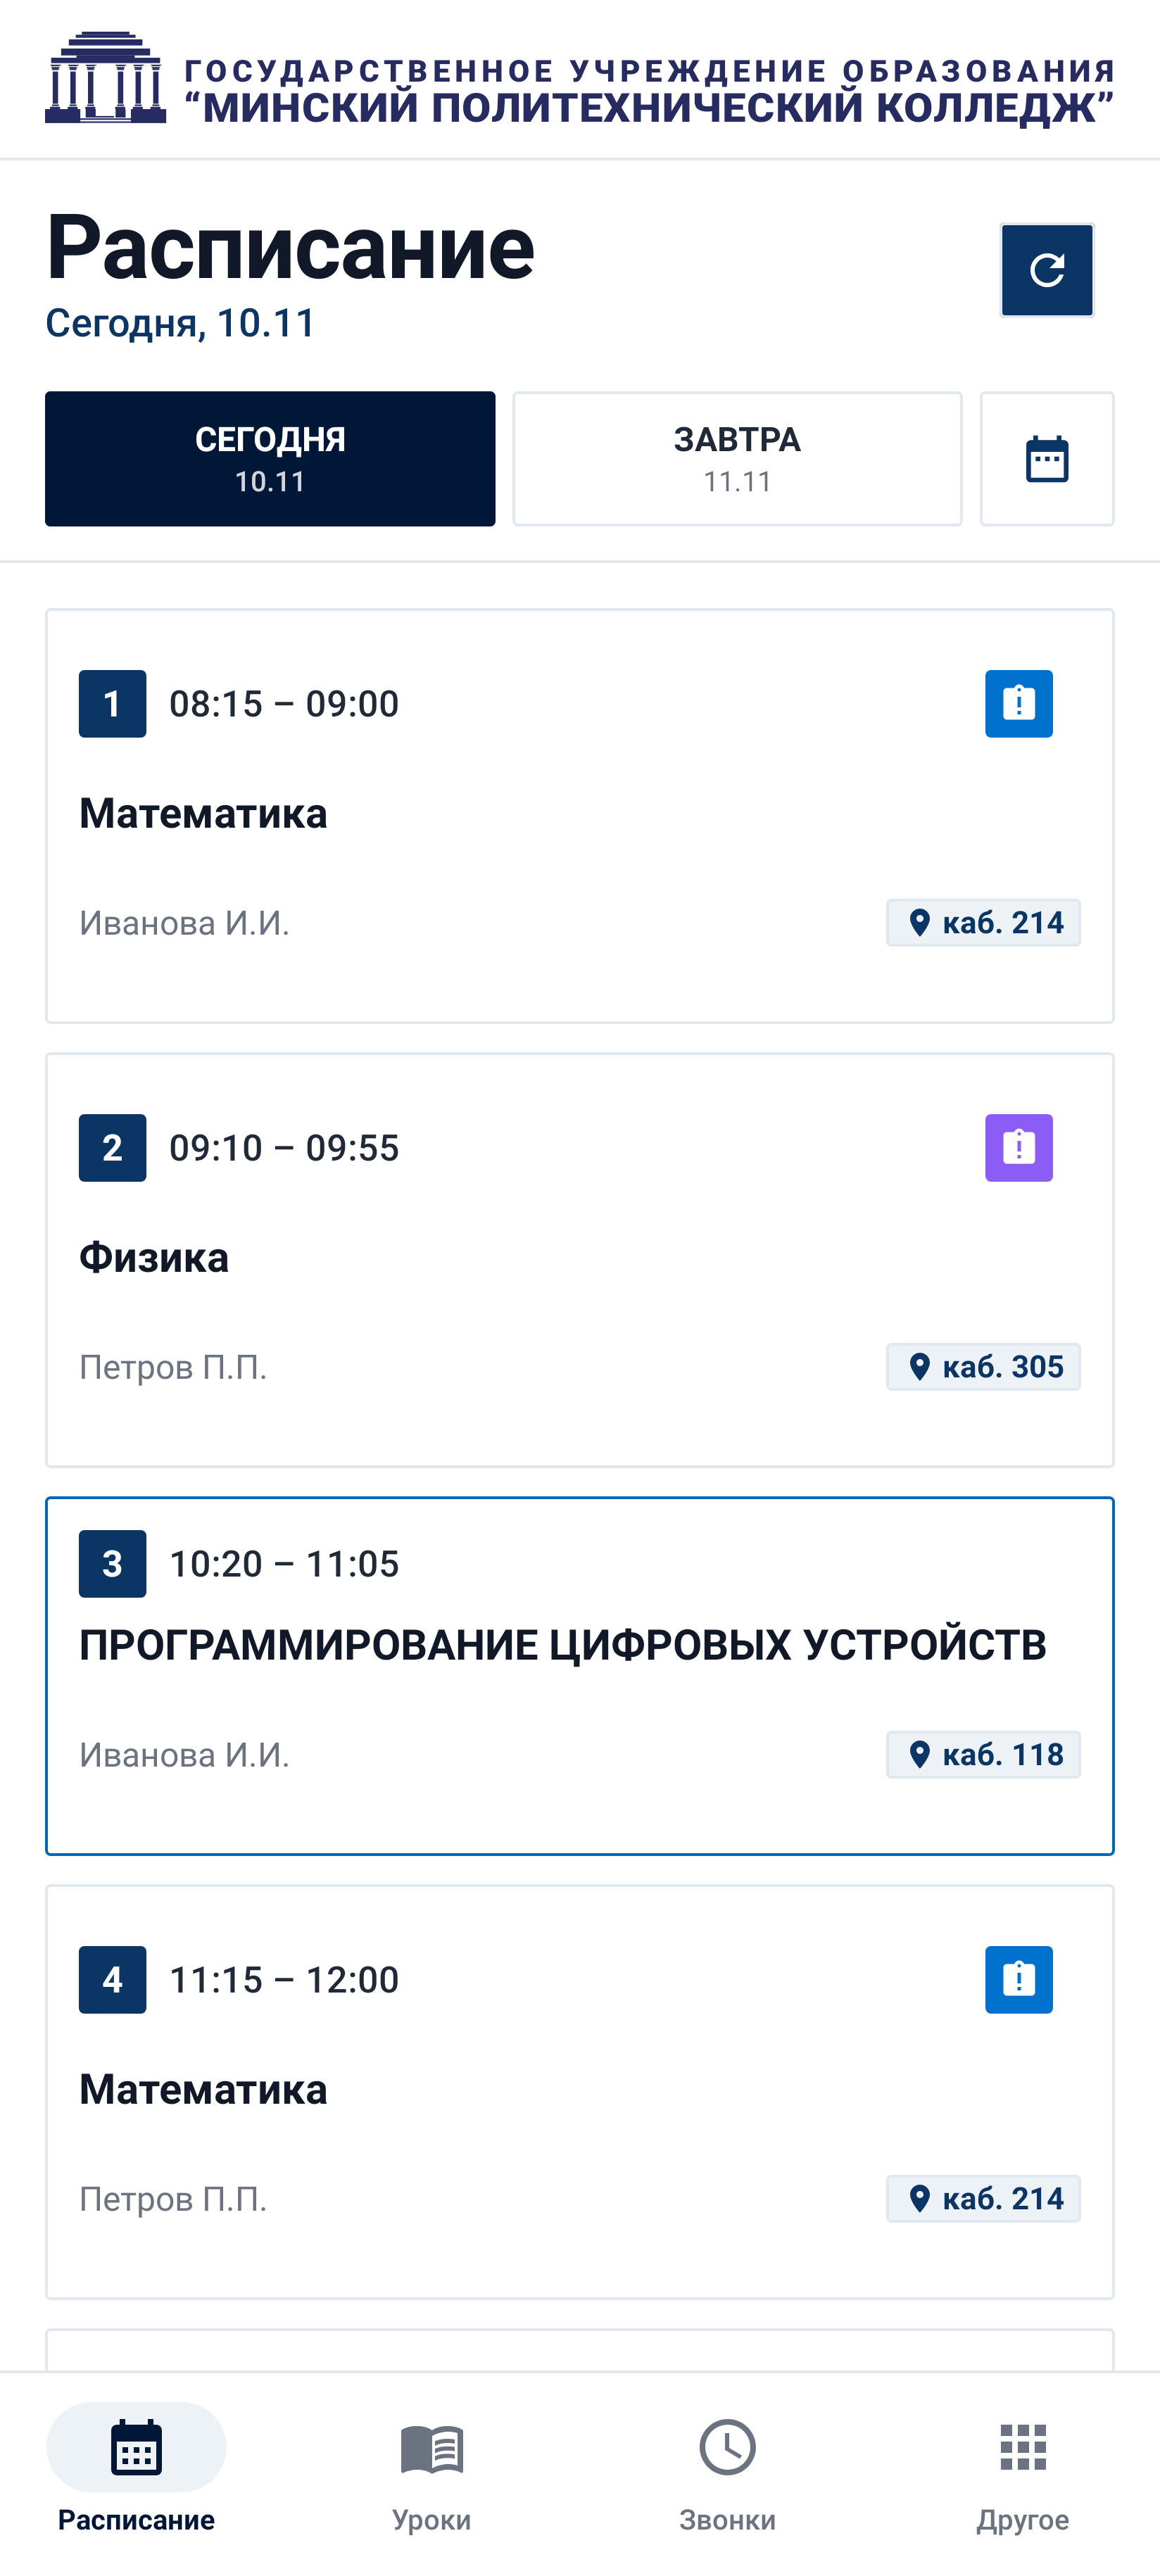 ГОСУДАРСТВЕННОЕ УЧРЕЖДЕНИЕ ОБРАЗОВАНИЯ
“МИНСКИЙ ПОЛИТЕХНИЧЕСКИЙ КОЛЛЕДЖ”
Расписание
Сегодня, 10.11
СЕГОДНЯ
10.11
ЗАВТРА
11.11
1 08:15 – 09:00
Математика
Иванова И.И. каб. 214
2 09:10 – 09:55
Физика
Петров П.П. каб. 305
3 10:20 – 11:05
ПРОГРАММИРОВАНИЕ ЦИФРОВЫХ УСТРОЙСТВ
Иванова И.И. каб. 118
4 11:15 – 12:00
Математика
Петров П.П. каб. 214
Расписание Уроки Звонки Другое